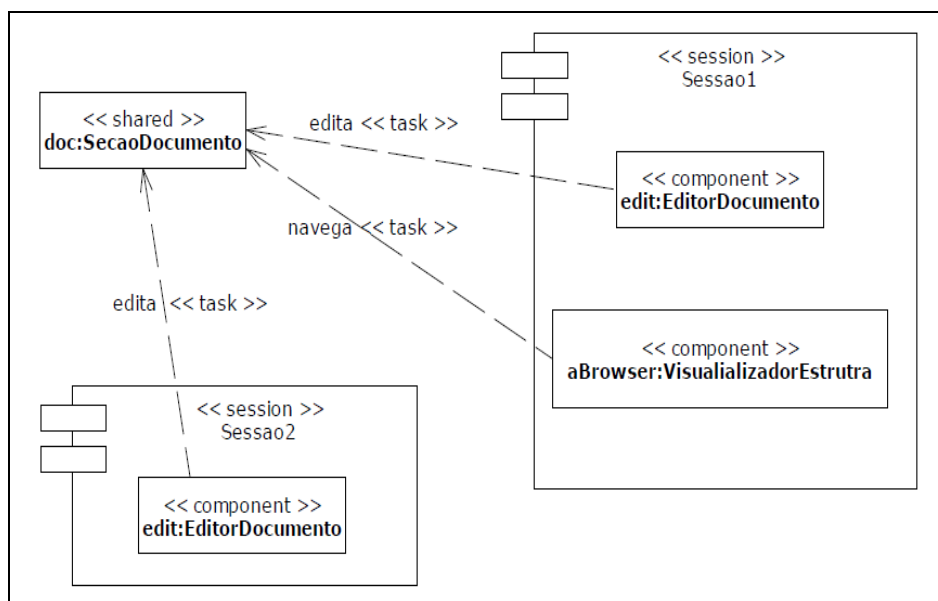 << session >>
Sessao1
<< shared >>
doc:SecaoDocumento
edita << task >>
<< component >>
edit:EditorDocumento
navega << task >>
edita << task >>
<< component >>
aBrowser:VisualializadorEstrutra
<< session >>
Sessao2
<< component >>
edit:EditorDocumento